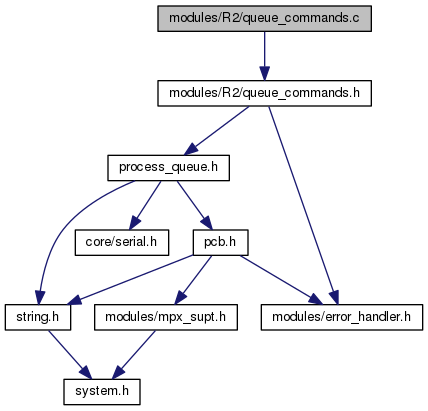 modules/R2/queue_commands.c
modules/R2/queue_commands.h
process_queue.h
core/serial.h
pcb.h
string.h
modules/mpx_supt.h
modules/error_handler.h
system.h